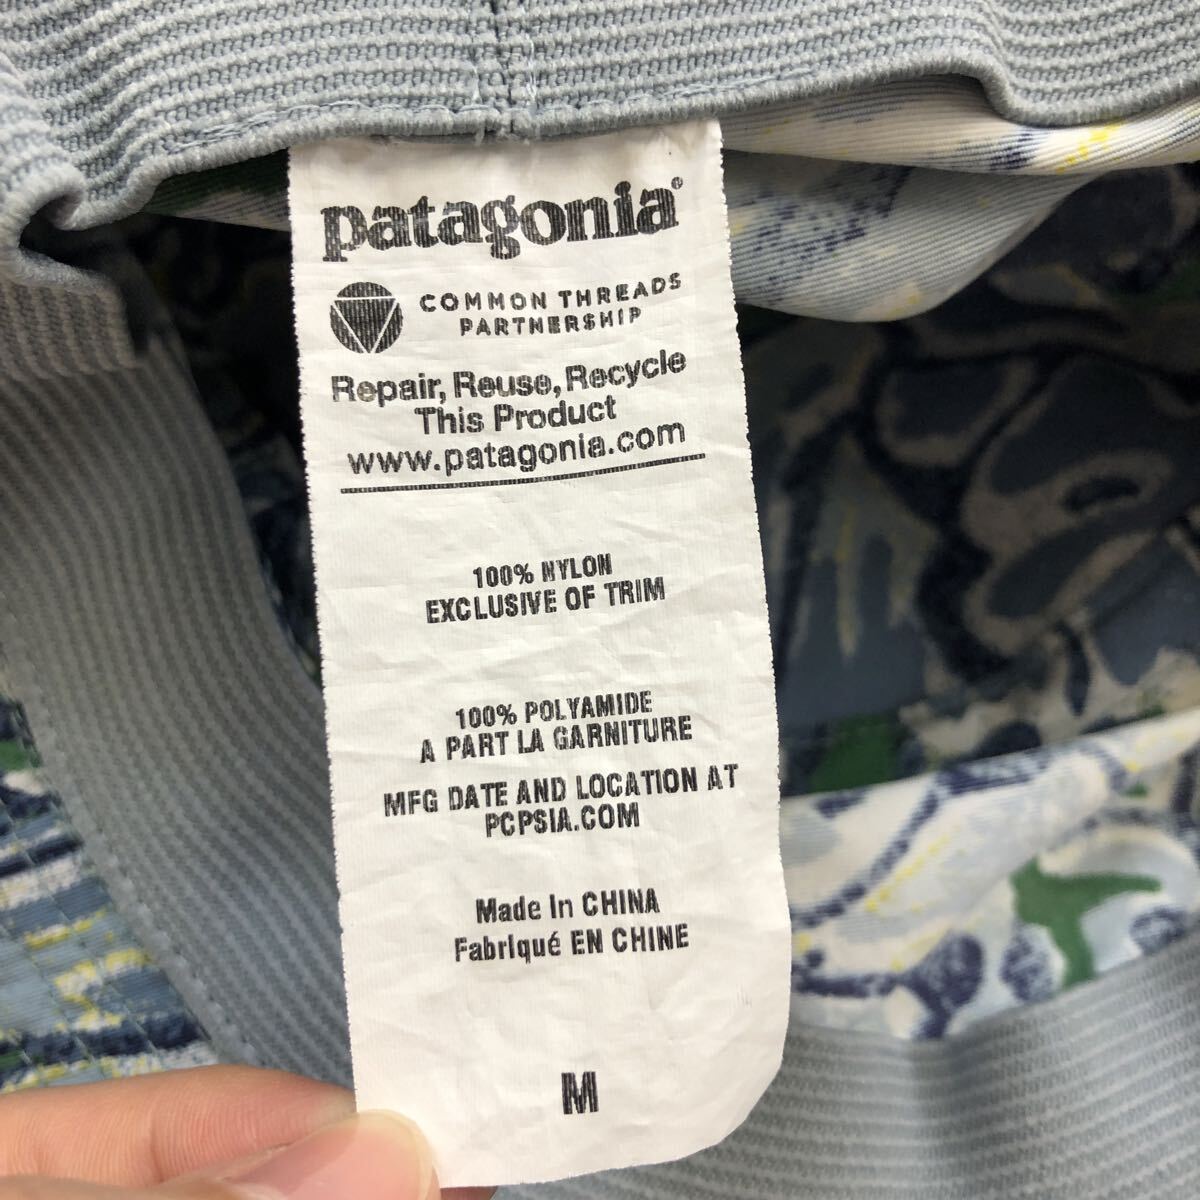 patagonia®
COMMON THREADS
PARTNERSHIP
Repair, Reuse, Recycle
This Product
www.patagonia.com
100% NYLON
EXCLUSIVE OF TRIM
100% POLYAMIDE
A PART LA GARNITURE
MFG DATE AND LOCATION AT
PCPSIA.COM
Made In CHINA
Fabriqué EN CHINE
M